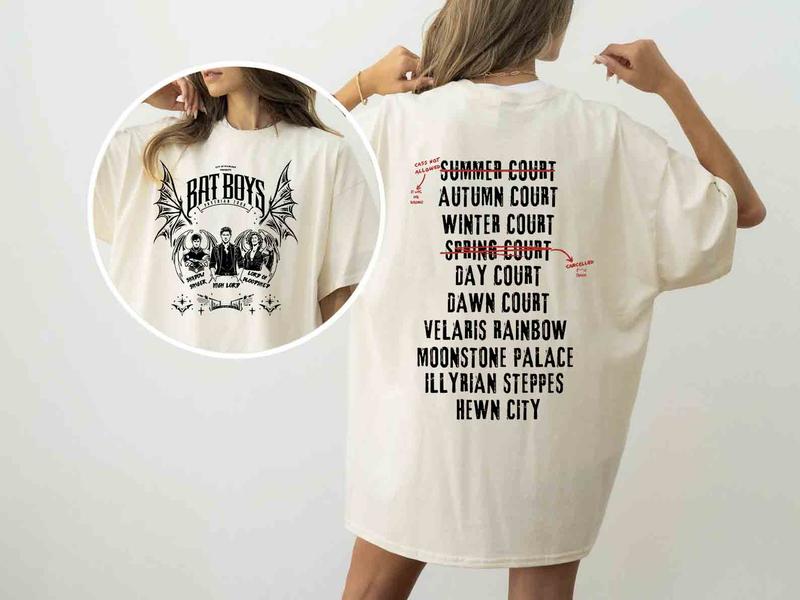 BAT BOYS
SHADOW
SINGER
HIGH LORD
LORD OF
BLOODSHED
CASS NOT
ALLOWED
SUMMER COURT
AUTUMN COURT
WINTER COURT
SPRING COURT
CANCELLED
DAY COURT
DAWN COURT
VELARIS RAINBOW
MOONSTONE PALACE
ILLYRIAN STEPPES
HEWN CITY